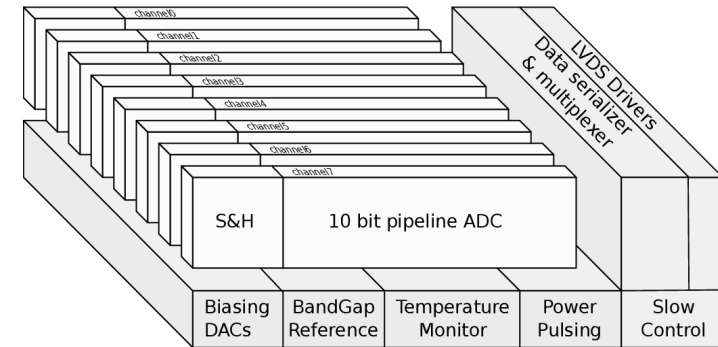 channel0
channel1
channel2
channel3
channel4
channel5
channel6
channel7
LVDS Drivers
Data serializer
& multiplexer
S&H
10 bit pipeline ADC
Biasing
DACs
BandGap
Reference
Temperature
Monitor
Power
Pulsing
Slow
Control